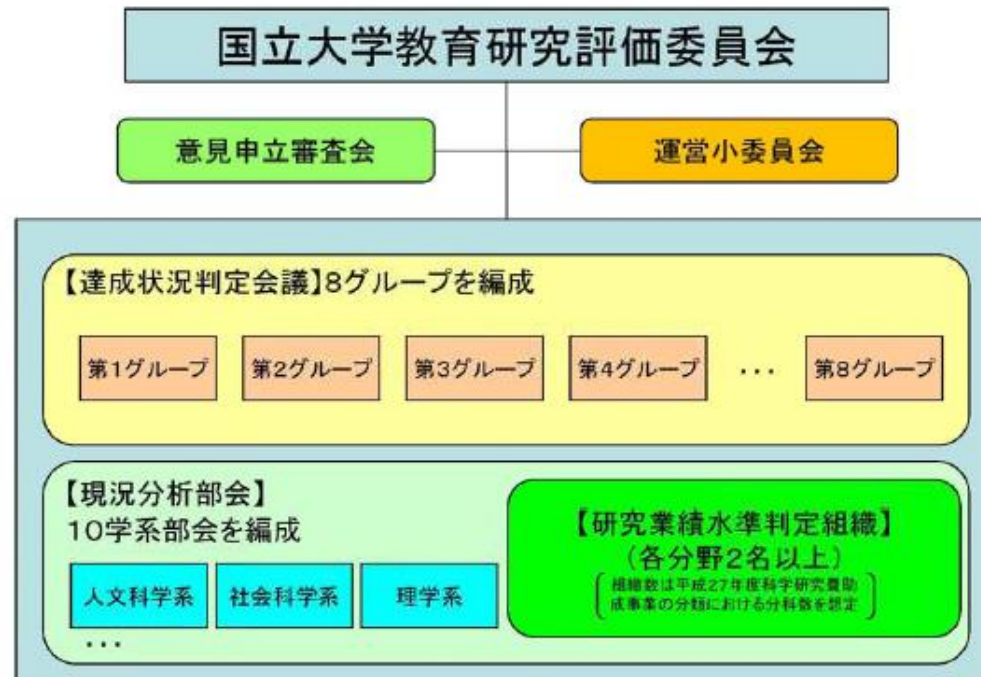 国立大学教育研究評価委員会
意見申立審査会
運営小委員会
【達成状況判定会議】8グループを編成
第1グループ
第2グループ
第3グループ
第4グループ
・・・
第8グループ
【現況分析部会】
10学系部会を編成
人文科学系
社会科学系
理学系
・・・
【研究業績水準判定組織】
(各分野2名以上)
組織数は平成27年度科学研究費助
成事業の分類における分科数を想定